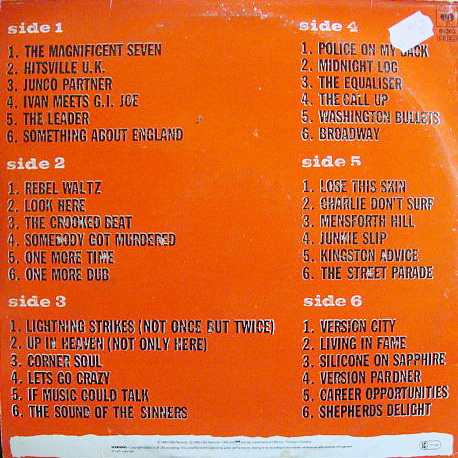 side 1
1. THE MAGNIFICENT SEVEN
2. HITSVILLE U.K.
3. JUNCO PARTNER
4. IVAN MEETS G.I. JOE
5. THE LEADER
6. SOMETHING ABOUT ENGLAND
side 2
1. REBEL WALTZ
2. LOOK HERE
3. THE CROOKED BEAT
4. SOMEBODY GOT MURDERED
5. ONE MORE TIME
6. ONE MORE DUB
side 3
1. LIGHTNING STRIKES (NOT ONCE BUT TWICE)
2. UP IN HEAVEN (NOT ONLY HERE)
3. CORNER SOUL
4. LETS GO CRAZY
5. IF MUSIC COULD TALK
6. THE SOUND OF THE SINNERS
side 4
1. POLICE ON MY BACK
2. MIDNIGHT LOG
3. THE EQUALISER
4. THE CALL UP
5. WASHINGTON BULLETS
6. BROADWAY
side 5
1. LOSE THIS SKIN
2. CHARLIE DON'T SURF
3. MENSFORTH HILL
4. JUNKIE SLIP
5. KINGSTON ADVICE
6. THE STREET PARADE
side 6
1. VERSION CITY
2. LIVING IN FAME
3. SILICONE ON SAPPHIRE
4. VERSION PARDNER
5. CAREER OPPORTUNITIES
6. SHEPHERDS DELIGHT